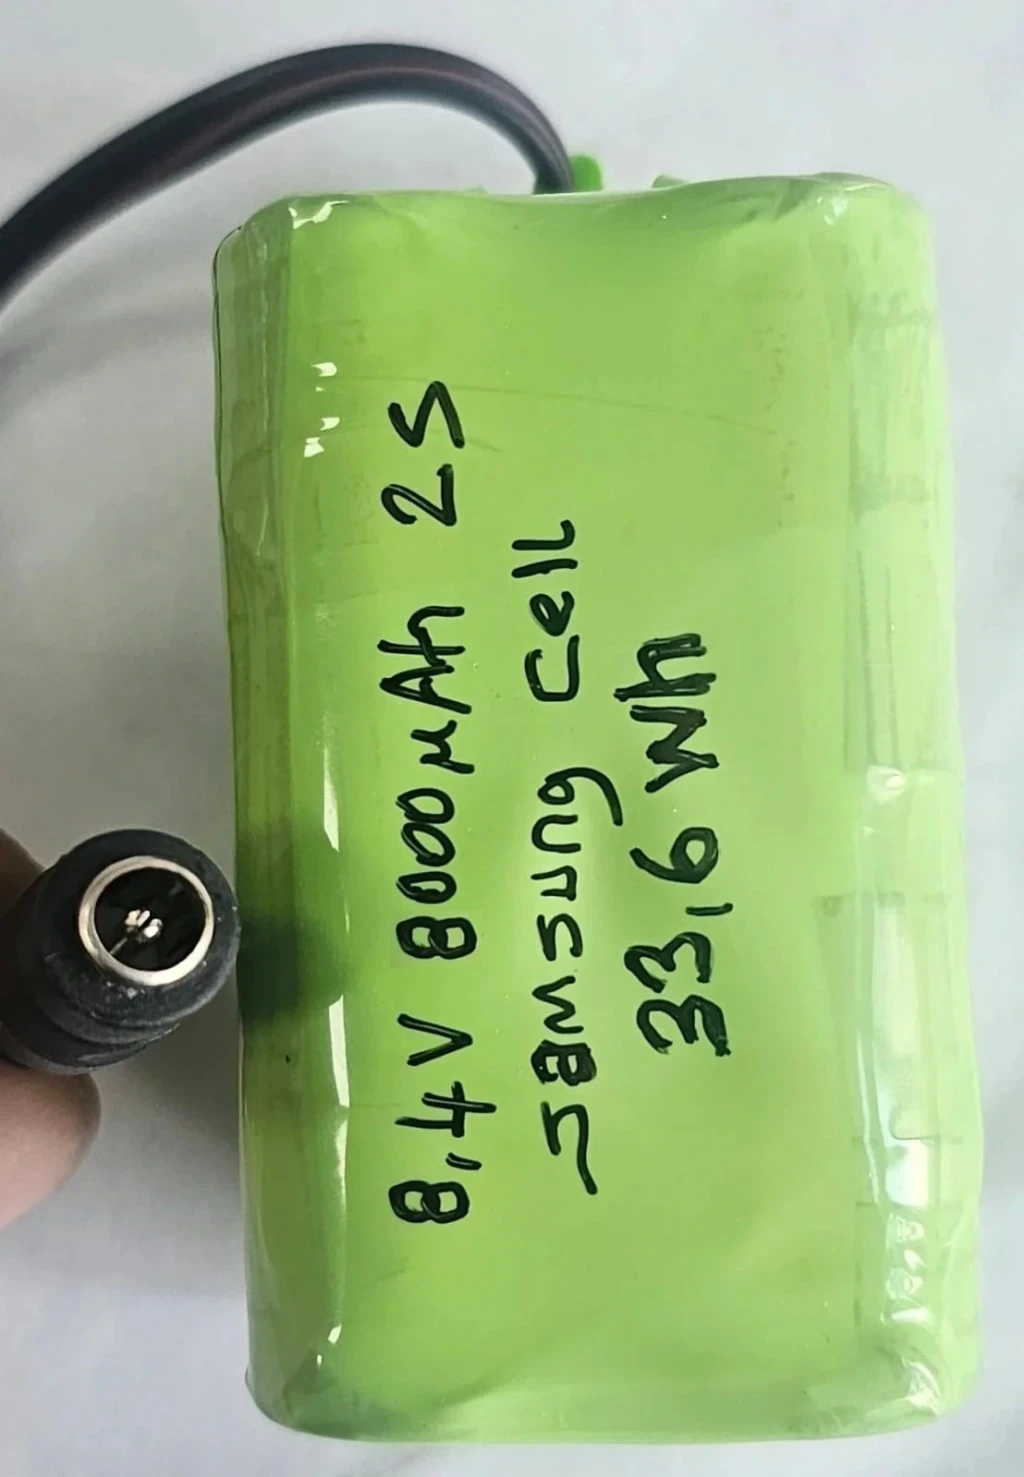 8,4V 8000mAh 2S
Samsung Cell
33,6 Wh